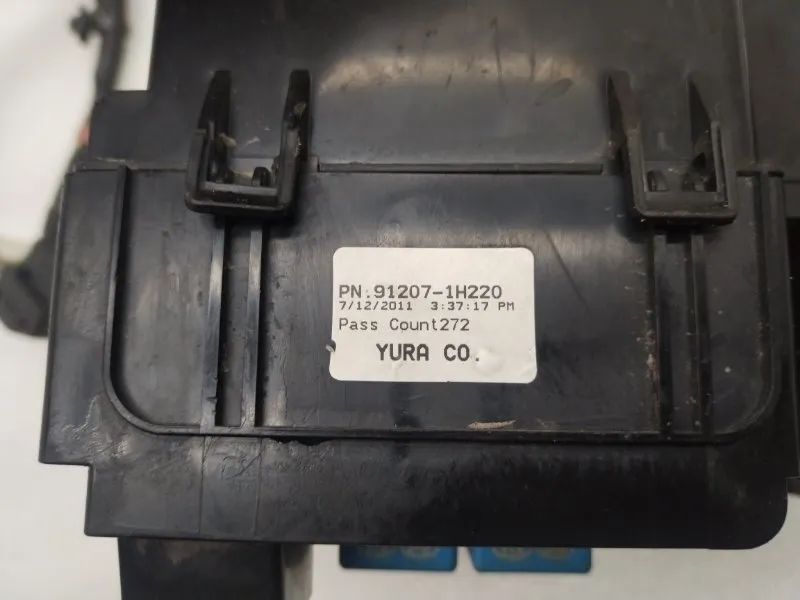 PN:91207-1H220
7/12/2011 3:37:17 PM
Pass Count272
YURA CO.